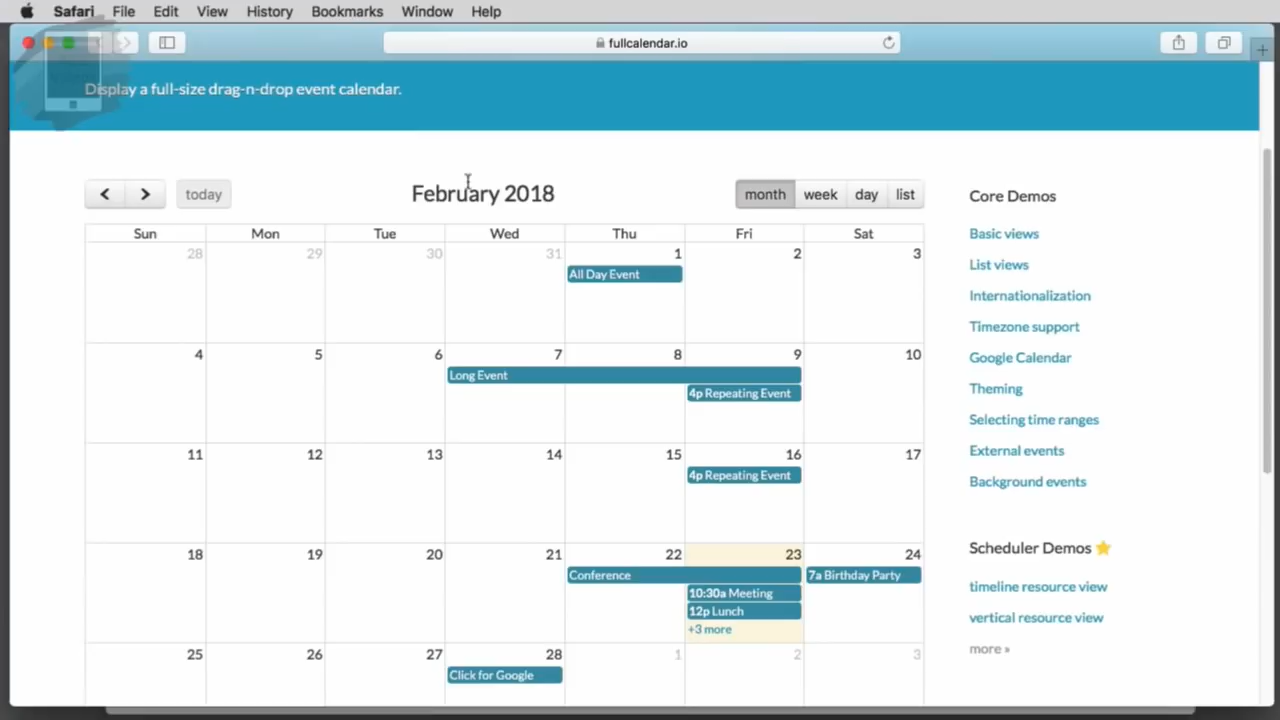 Safari File Edit View History Bookmarks Window Help
fullcalendar.io
Display a full-size drag-n-drop event calendar.
today February 2018 month week day list
Sun Mon Tue Wed Thu Fri Sat
28 29 30 31 1 2 3
All Day Event
4 5 6 7 8 9 10
Long Event
4p Repeating Event
11 12 13 14 15 16 17
4p Repeating Event
18 19 20 21 22 23 24
Conference 7a Birthday Party
10:30a Meeting
12p Lunch
+3 more
25 26 27 28 1 2 3
Click for Google
Core Demos
Basic views
List views
Internationalization
Timezone support
Google Calendar
Theming
Selecting time ranges
External events
Background events
Scheduler Demos
timeline resource view
vertical resource view
more »